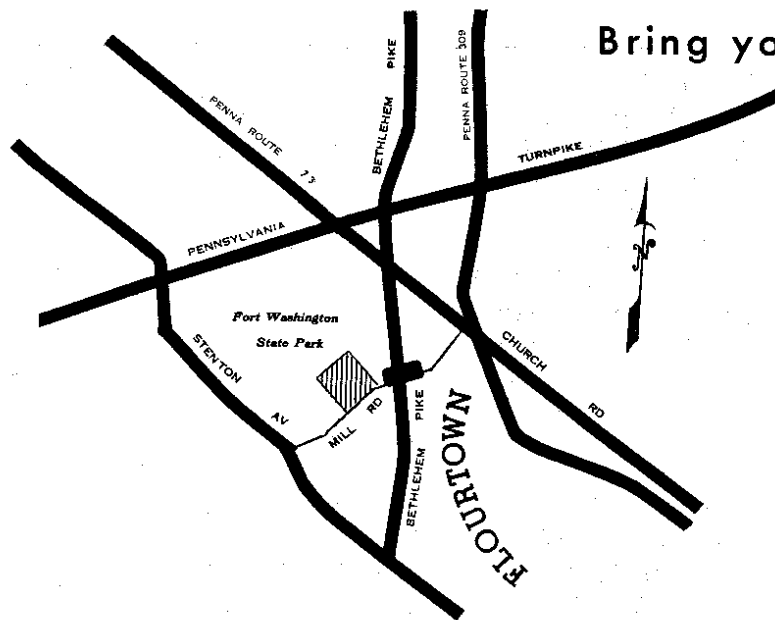 Bring yo
PENNA ROUTE 73
BETHLEHEM PIKE
PENNA ROUTE 309
TURNPIKE
PENNSYLVANIA
Fort Washington
State Park
STENTON AV
MILL RD
BETHLEHEM PIKE
CHURCH RD
FLOURTOWN